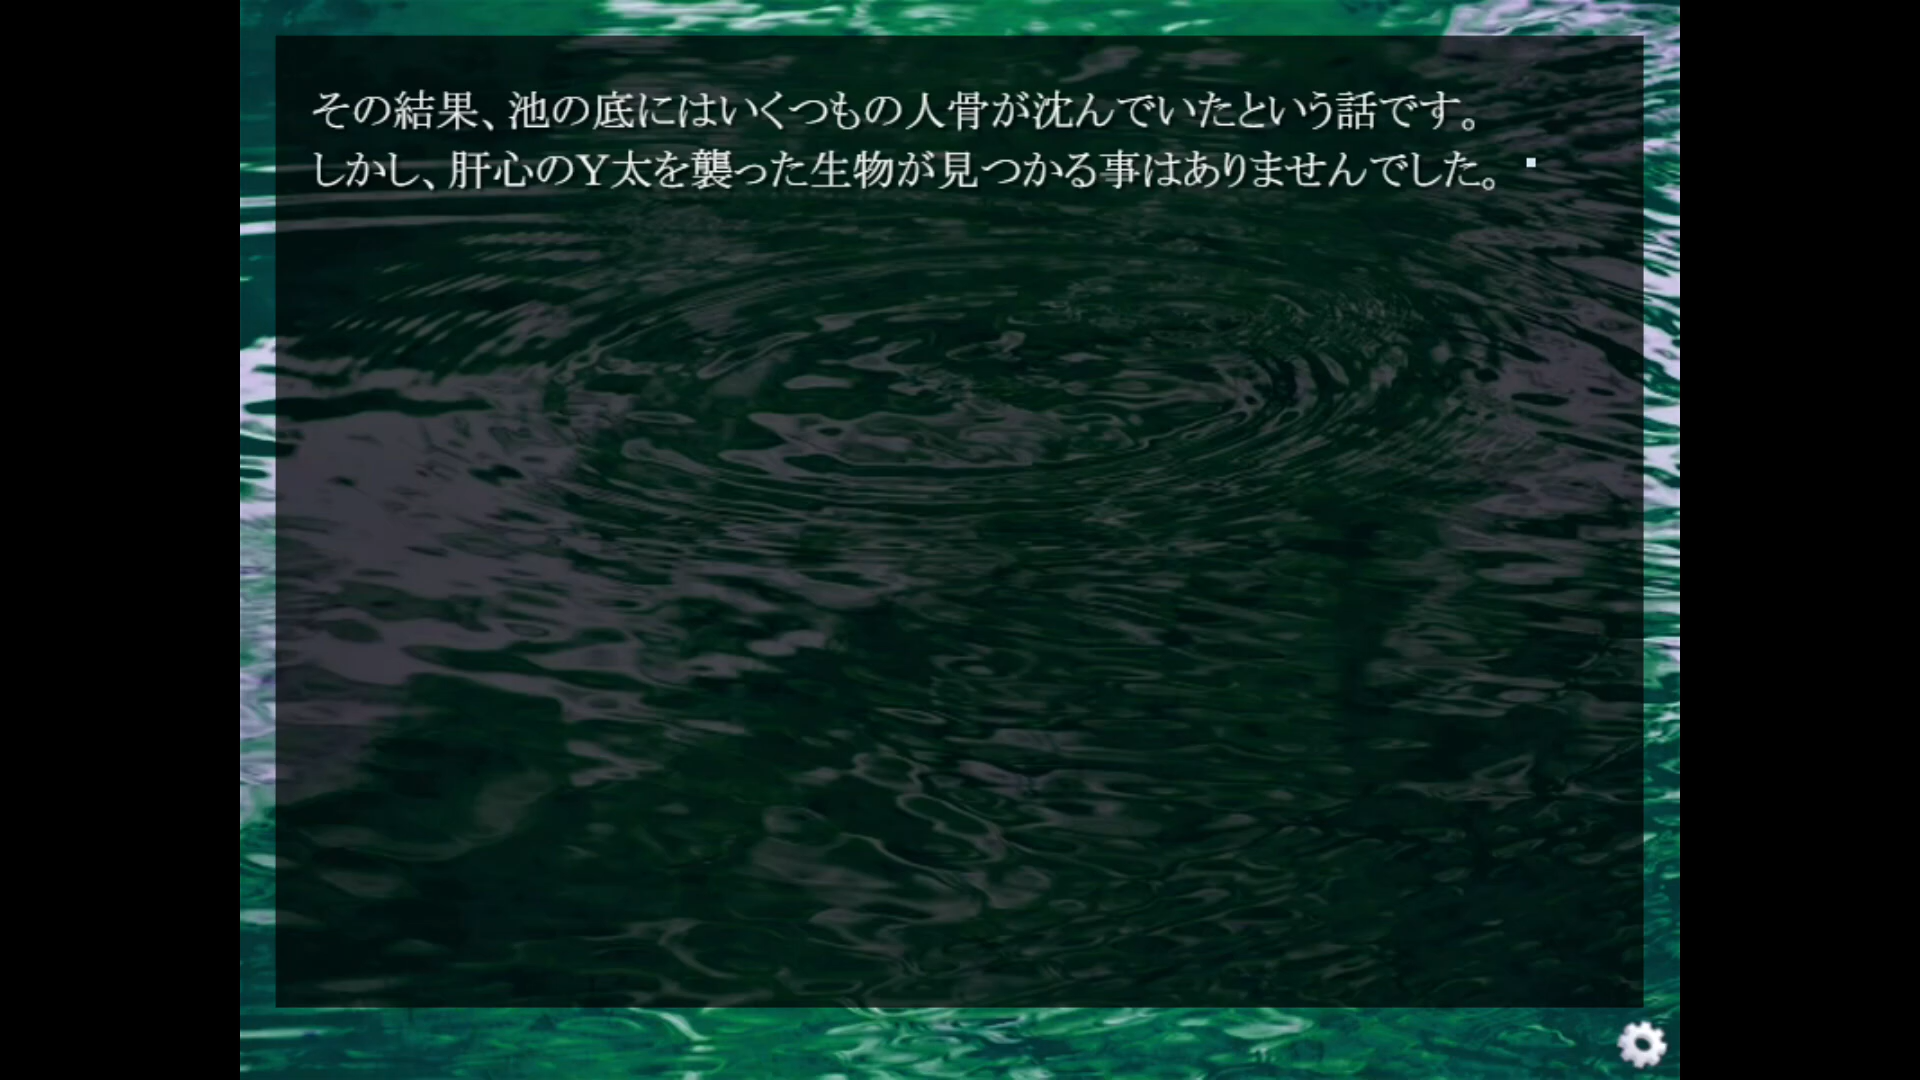 その結果、池の底にはいくつもの人骨が沈んでいたという話です。
しかし、肝心のＹ太を襲った生物が見つかる事はありませんでした。